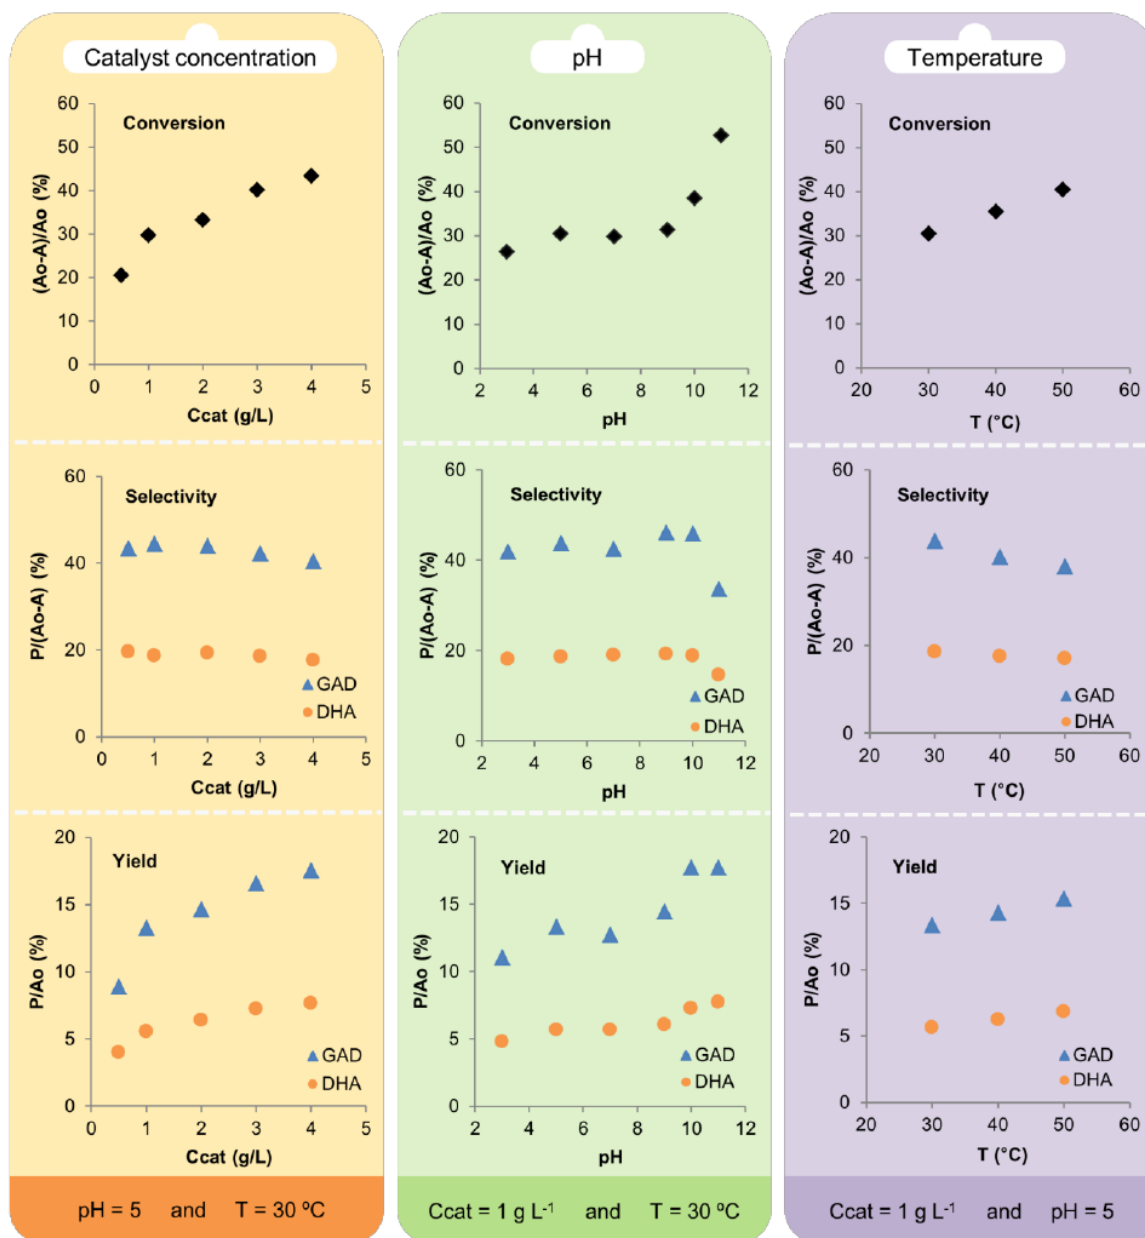 Catalyst concentration
Conversion
(Ao-A)/Ao (%)
60
50
40
30
20
10
0
0 1 2 3 4 5
Ccat (g/L)
Selectivity
P/(Ao-A) (%)
60
40
20
0
GAD
DHA
0 1 2 3 4 5
Ccat (g/L)
Yield
P/Ao (%)
20
15
10
5
0
GAD
DHA
0 1 2 3 4 5
Ccat (g/L)
pH = 5 and T = 30 ºC
pH
Conversion
(Ao-A)/Ao (%)
60
50
40
30
20
10
0
2 4 6 8 10 12
pH
Selectivity
P/(Ao-A) (%)
60
40
20
0
GAD
DHA
2 4 6 8 10 12
pH
Yield
P/Ao (%)
20
15
10
5
0
GAD
DHA
2 4 6 8 10 12
pH
Ccat = 1 g L⁻¹ and T = 30 ºC
Temperature
Conversion
(Ao-A)/Ao (%)
60
50
40
30
20
10
0
20 30 40 50 60
T (°C)
Selectivity
P/(Ao-A) (%)
60
40
20
0
GAD
DHA
20 30 40 50 60
T (°C)
Yield
P/Ao (%)
20
15
10
5
0
GAD
DHA
20 30 40 50 60
T (°C)
Ccat = 1 g L⁻¹ and pH = 5